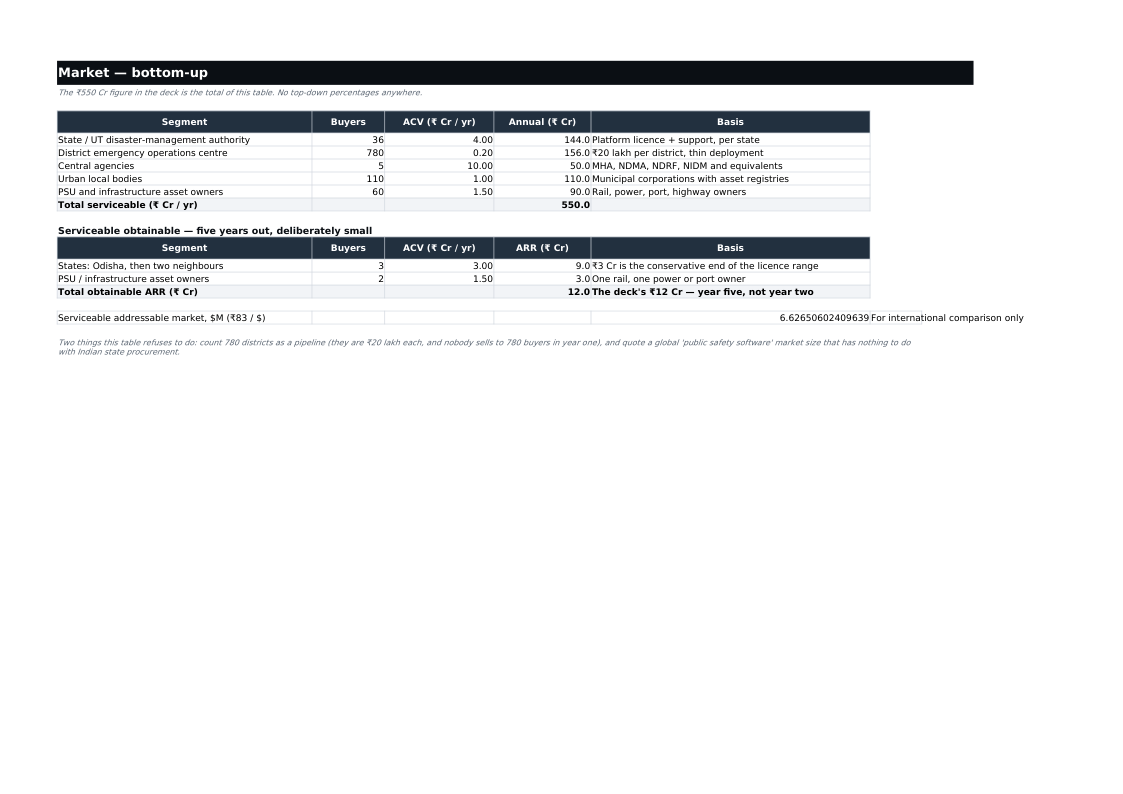 Market — bottom-up
The ₹550 Cr figure in the deck is the total of this table. No top-down percentages anywhere.
Segment Buyers ACV (₹ Cr / yr) Annual (₹ Cr) Basis
State / UT disaster-management authority 36 4.00 144.0 Platform licence + support, per state
District emergency operations centre 780 0.20 156.0 ₹20 lakh per district, thin deployment
Central agencies 5 10.00 50.0 MHA, NDMA, NDRF, NIDM and equivalents
Urban local bodies 110 1.00 110.0 Municipal corporations with asset registries
PSU and infrastructure asset owners 60 1.50 90.0 Rail, power, port, highway owners
Total serviceable (₹ Cr / yr) 550.0
Serviceable obtainable — five years out, deliberately small
Segment Buyers ACV (₹ Cr / yr) ARR (₹ Cr) Basis
States: Odisha, then two neighbours 3 3.00 9.0 ₹3 Cr is the conservative end of the licence range
PSU / infrastructure asset owners 2 1.50 3.0 One rail, one power or port owner
Total obtainable ARR (₹ Cr) 12.0 The deck's ₹12 Cr — year five, not year two
Serviceable addressable market, $M (₹83 / $) 6.62650602409639 For international comparison only
Two things this table refuses to do: count 780 districts as a pipeline (they are ₹20 lakh each, and nobody sells to 780 buyers in year one), and quote a global 'public safety software' market size that has nothing to do
with Indian state procurement.